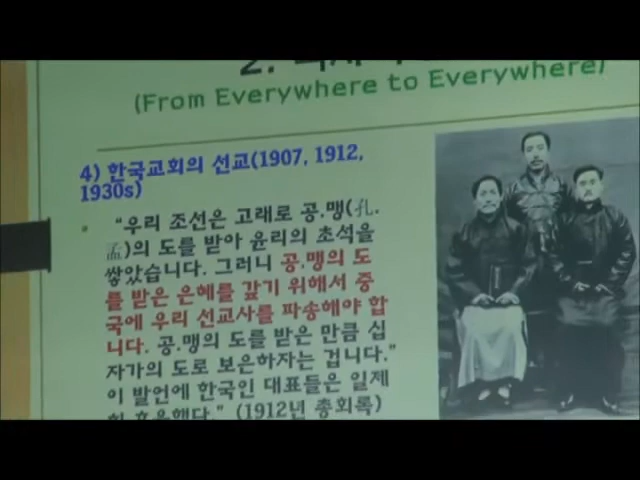 2.
(From Everywhere to Everywhere)
4) 한국교회의 선교(1907, 1912,
1930s)
"우리 조선은 고래로 공.맹(孔.
孟)의 도를 받아 윤리의 초석을
쌓았습니다. 그러니 공.맹의 도
를 받은 은혜를 갚기 위해서 중
국에 우리 선교사를 파송해야 합
니다. 공.맹의 도를 받은 만큼 십
자가의 도로 보은하자는 겁니다."
이 발언에 한국인 대표들은 일제
(1912년 총회록)